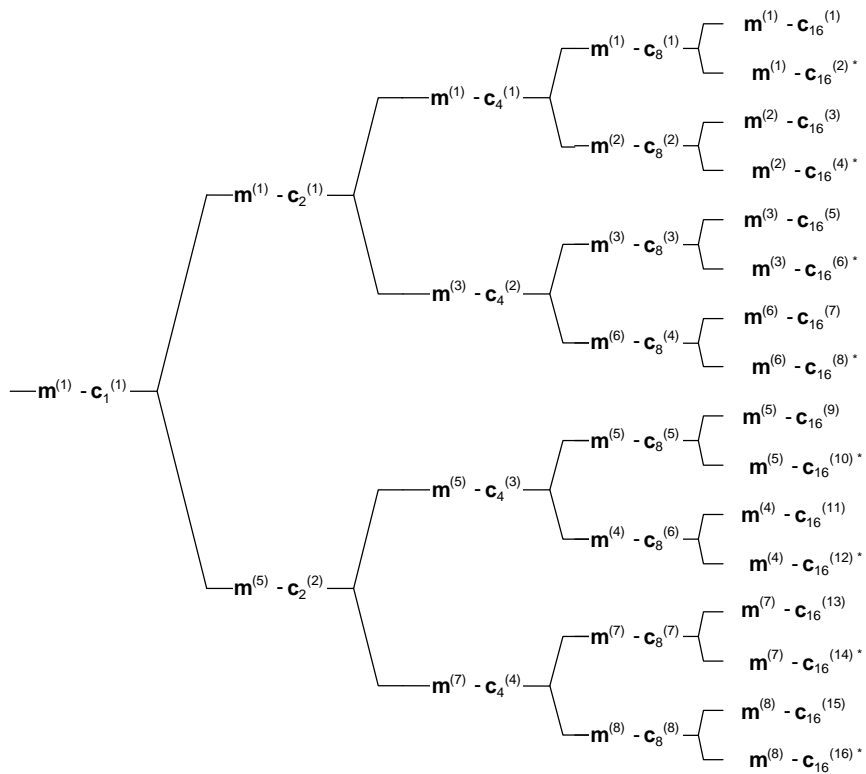 m(1) - c16(1)
m(1) - c8(1)
m(1) - c16(2) *
m(1) - c4(1)
m(2) - c16(3)
m(2) - c8(2)
m(2) - c16(4) *
m(1) - c2(1)
m(3) - c16(5)
m(3) - c8(3)
m(3) - c16(6) *
m(3) - c4(2)
m(6) - c16(7)
m(6) - c8(4)
m(6) - c16(8) *
m(1) - c1(1)
m(5) - c16(9)
m(5) - c8(5)
m(5) - c16(10) *
m(5) - c4(3)
m(4) - c16(11)
m(4) - c8(6)
m(4) - c16(12) *
m(5) - c2(2)
m(7) - c16(13)
m(7) - c8(7)
m(7) - c16(14) *
m(7) - c4(4)
m(8) - c16(15)
m(8) - c8(8)
m(8) - c16(16) *